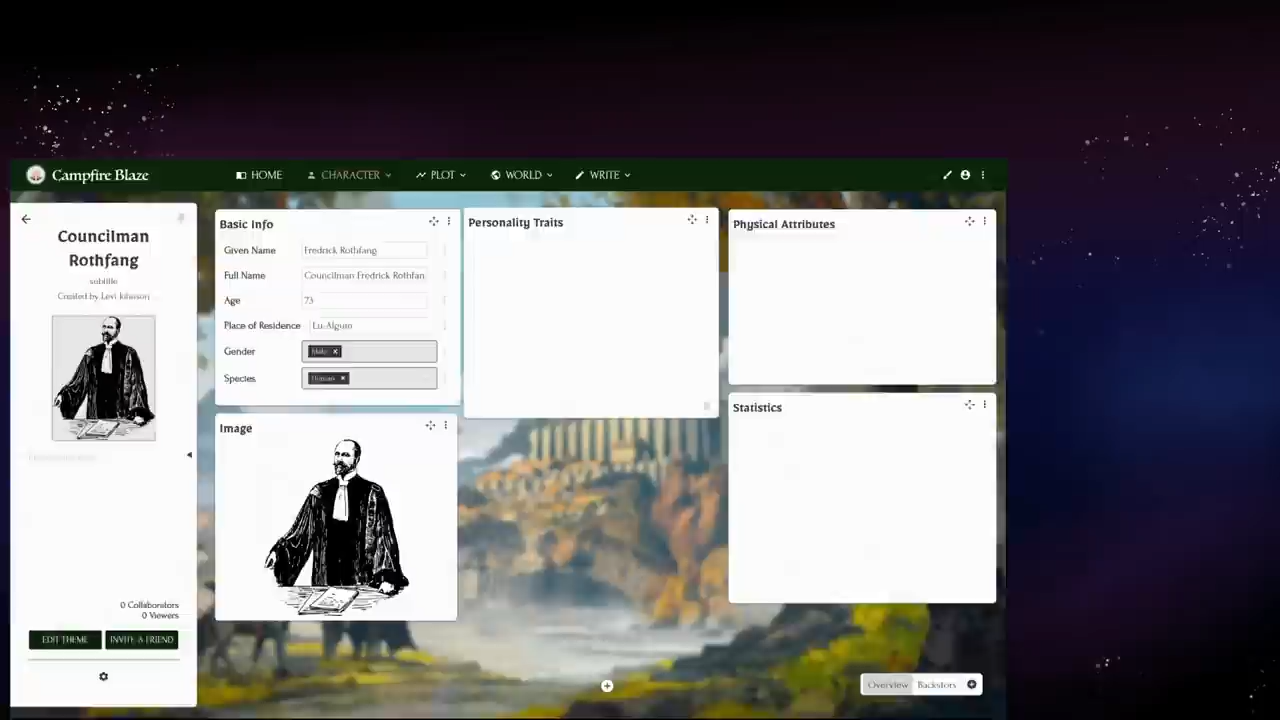 Campfire Blaze
HOME
CHARACTER
PLOT
WORLD
WRITE
Councilman
Rothfang
subtitle
Created by Levi Johnson
0 Collaborators
0 Viewers
EDIT THEME
INVITE A FRIEND
Basic Info
Given Name
Fredrick Rothfang
Full Name
Councilman Fredrick Rothfan
Age
73
Place of Residence
Lu-Alguro
Gender
Male
Species
Human
Image
Personality Traits
Physical Attributes
Statistics
Overview
Backstory